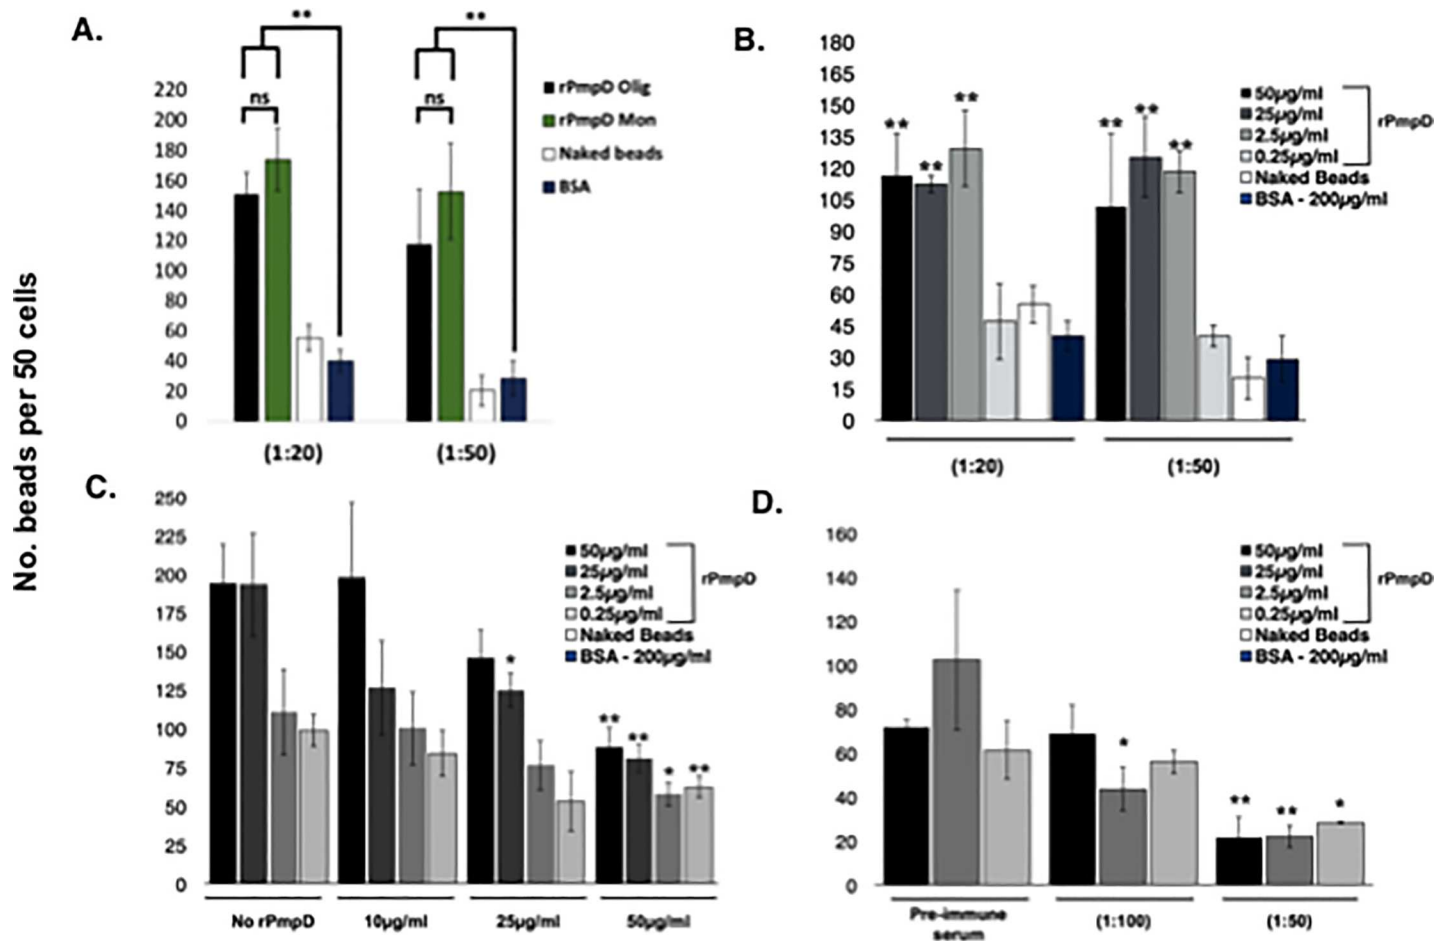 No. beads per 50 cells
A.
**
**
ns
ns
220
200
180
160
140
120
100
80
60
40
20
0
rPmpD Olig
rPmpD Mon
Naked beads
BSA
(1:20)
(1:50)
B.
180
165
150
135
120
105
90
75
60
45
30
15
0
**
**
**
**
**
**
50µg/ml
25µg/ml
2.5µg/ml
0.25µg/ml
rPmpD
Naked Beads
BSA - 200µg/ml
(1:20)
(1:50)
C.
250
225
200
175
150
125
100
75
50
25
0
*
**
**
*
**
50µg/ml
25µg/ml
2.5µg/ml
0.25µg/ml
rPmpD
Naked Beads
BSA - 200µg/ml
No rPmpD
10µg/ml
25µg/ml
50µg/ml
D.
160
140
120
100
80
60
40
20
0
*
**
**
*
50µg/ml
25µg/ml
2.5µg/ml
0.25µg/ml
rPmpD
Naked Beads
BSA - 200µg/ml
Pre-immune
serum
(1:100)
(1:50)